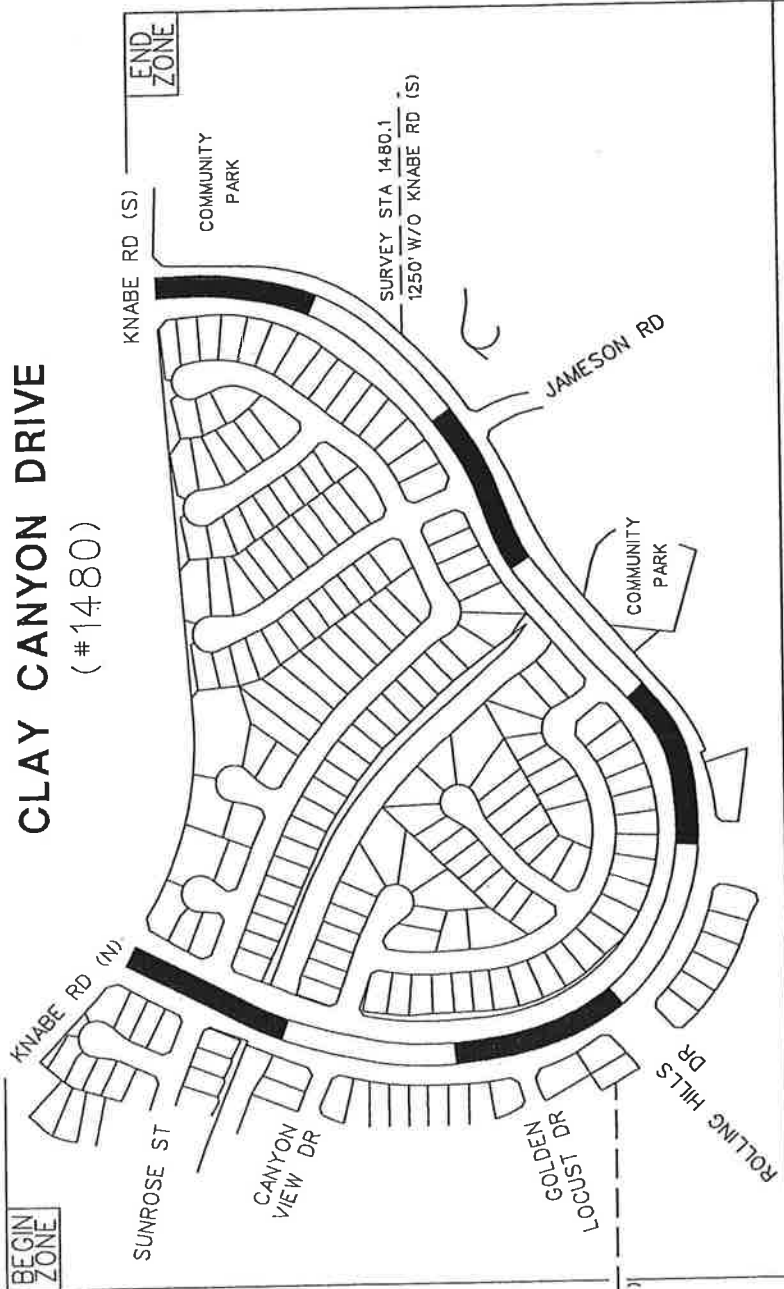 CLAY CANYON DRIVE
(#1480)
BEGIN
ZONE
END
ZONE
KNABE RD (N)
KNABE RD (S)
COMMUNITY
PARK
SUNROSE ST
CANYON
VIEW DR
GOLDEN
LOCUST DR
ROLLING HILLS
DR
COMMUNITY
PARK
JAMESON RD
SURVEY STA 1480.1
1250' W/O KNABE RD (S)